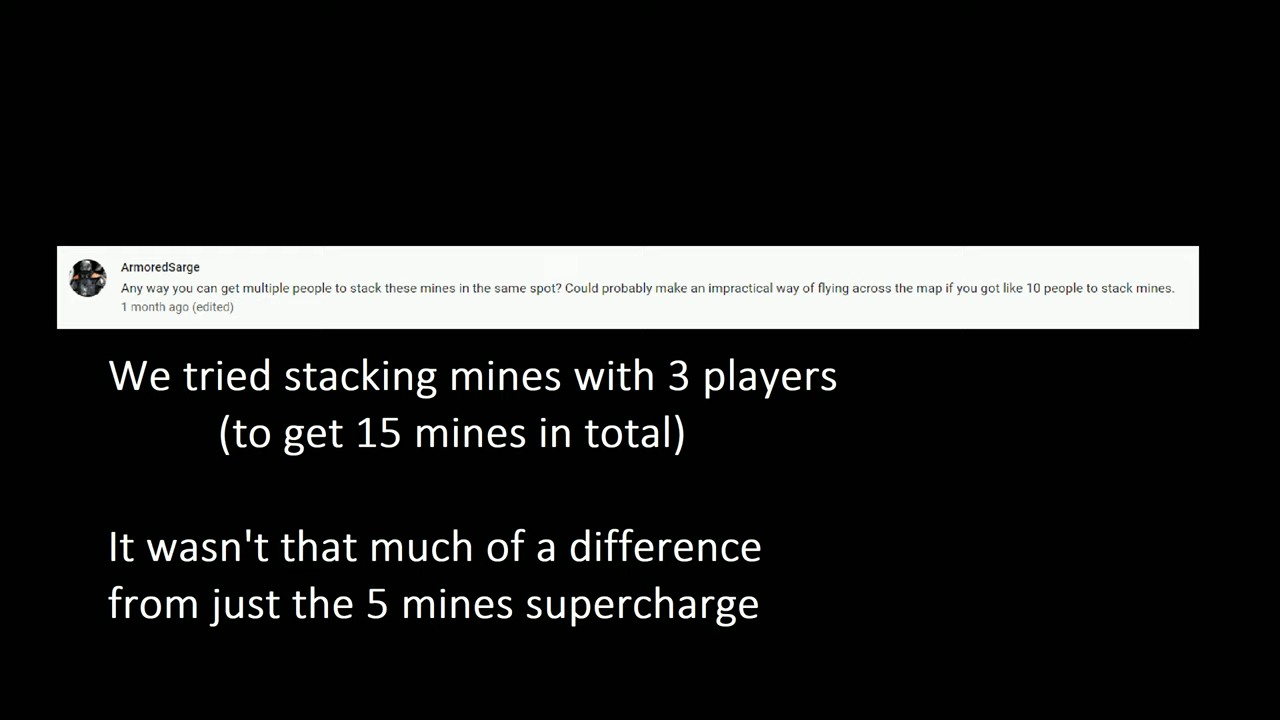 ArmoredSarge
Any way you can get multiple people to stack these mines in the same spot? Could probably make an impractical way of flying across the map if you got like 10 people to stack mines.
1 month ago (edited)
We tried stacking mines with 3 players
(to get 15 mines in total)
It wasn't that much of a difference
from just the 5 mines supercharge